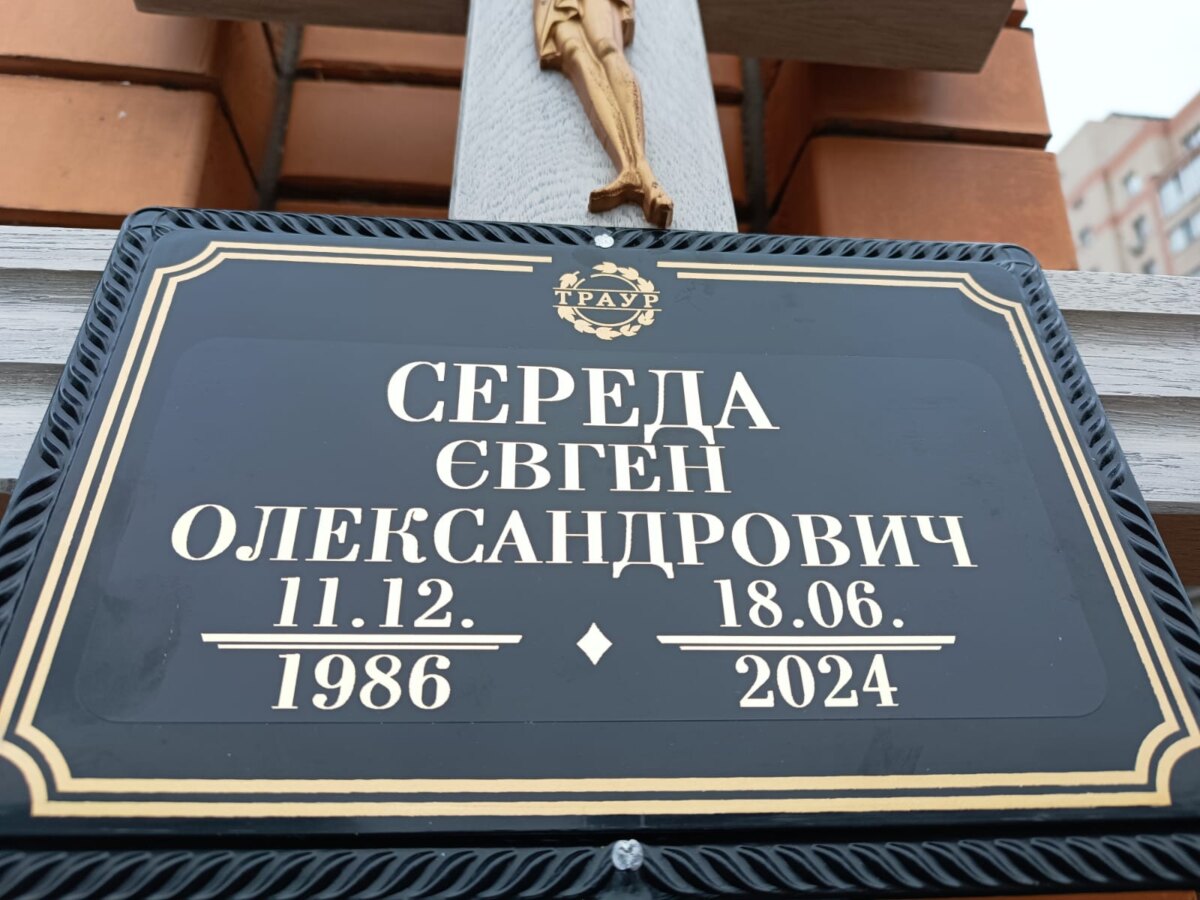 ТРАУР
СЕРЕДА
ЄВГЕН
ОЛЕКСАНДРОВИЧ
11.12. 18.06.
1986 2024